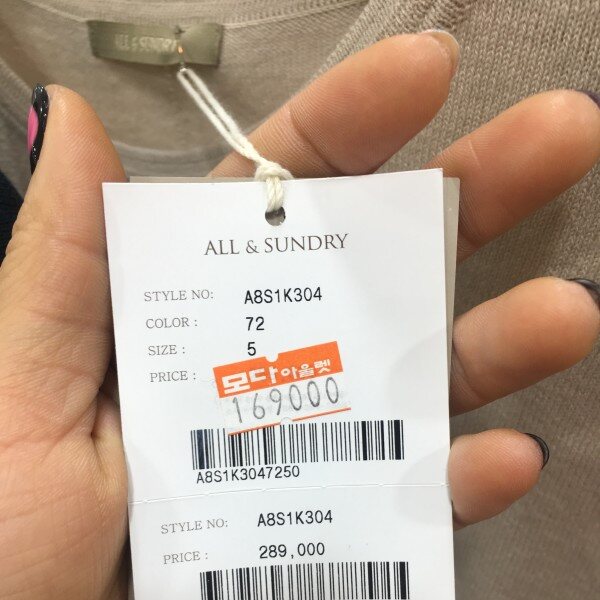 ALL & SUNDRY
ALL & SUNDRY
STYLE NO: A8S1K304
COLOR : 72
SIZE : 5
PRICE :
모다아울렛
169000
A8S1K3047250
STYLE NO: A8S1K304
PRICE : 289,000